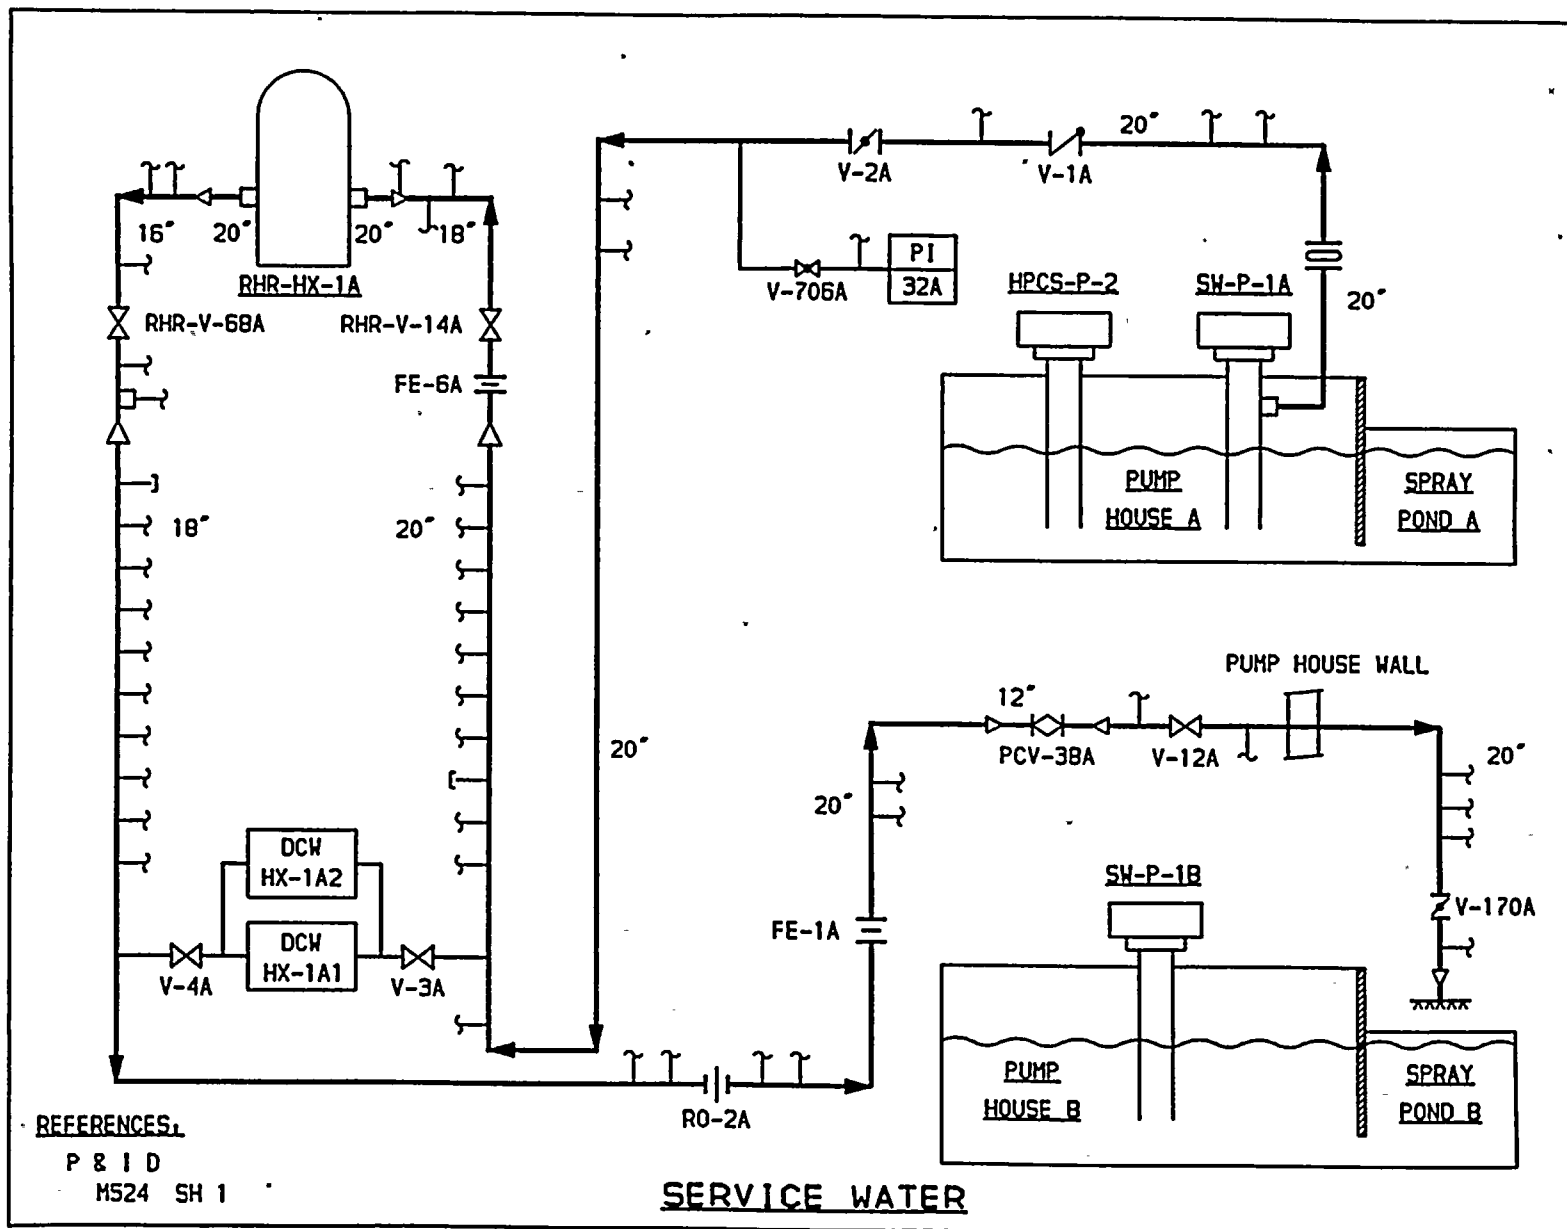 20"
V-2A
V-1A
16"
20"
20"
18"
RHR-HX-1A
PI
32A
V-706A
HPCS-P-2
SW-P-1A
20"
RHR-V-68A
RHR-V-14A
FE-6A
PUMP
HOUSE A
SPRAY
POND A
18"
20"
PUMP HOUSE WALL
12"
20"
PCV-38A
V-12A
20"
20"
DCW
HX-1A2
SW-P-1B
V-170A
FE-1A
DCW
HX-1A1
V-4A
V-3A
PUMP
HOUSE B
SPRAY
POND B
RO-2A
REFERENCES:
P & I D
M524 SH 1
SERVICE WATER